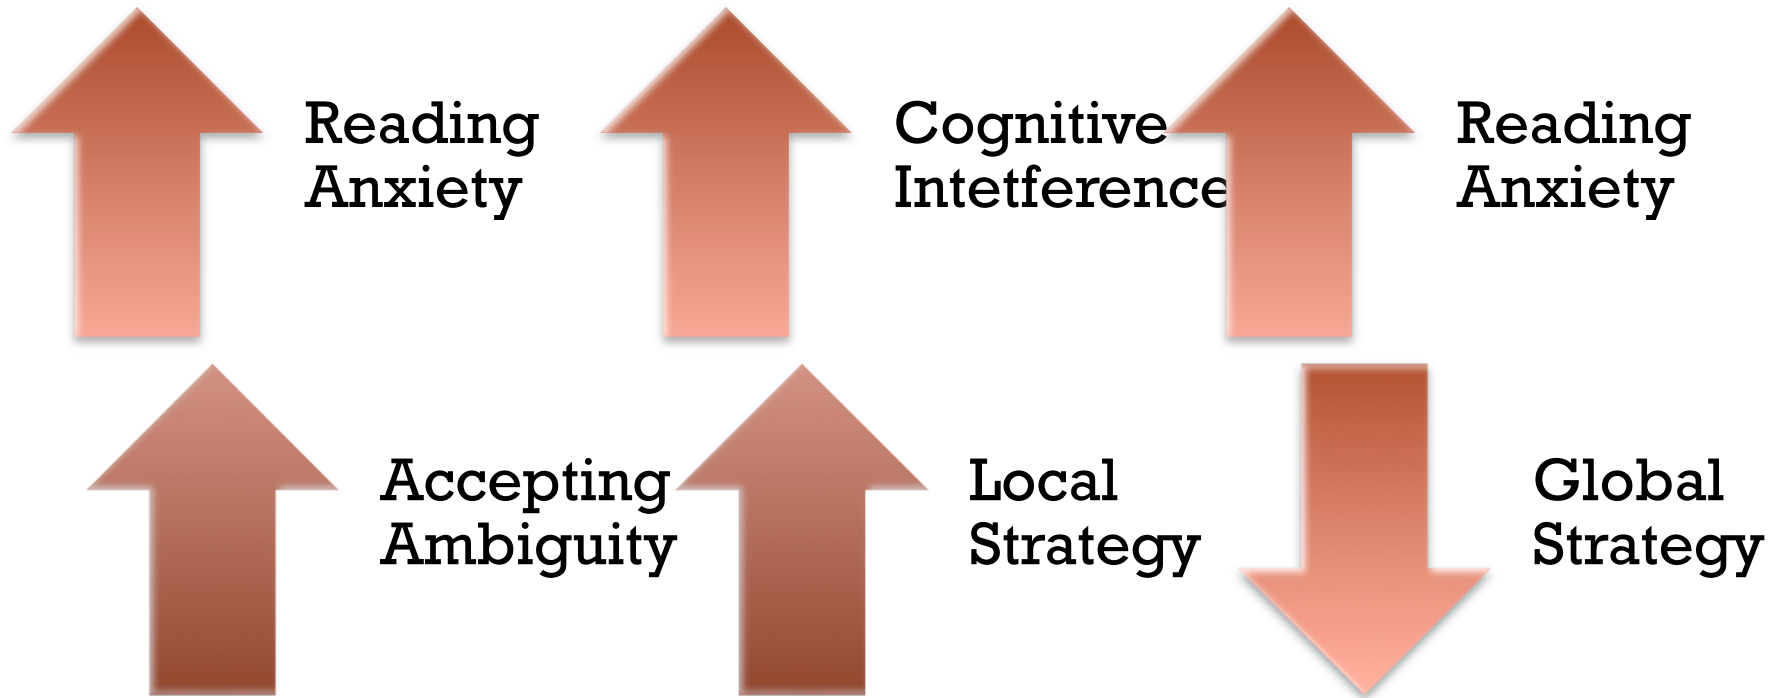 Reading
Anxiety
Cognitive
Intetference
Reading
Anxiety
Accepting
Ambiguity
Local
Strategy
Global
Strategy